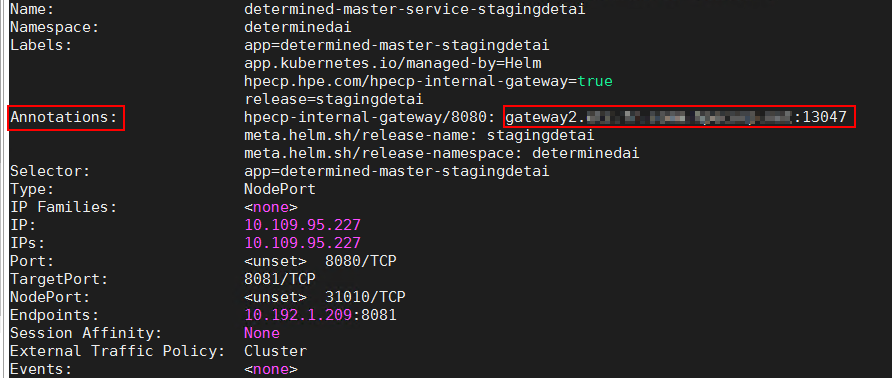 Name: determined-master-service-stagingdetai
Namespace: determinedai
Labels: app=determined-master-stagingdetai
app.kubernetes.io/managed-by=Helm
hpecp.hpe.com/hpecp-internal-gateway=true
release=stagingdetai
Annotations: hpecp-internal-gateway/8080: gateway2. :13047
meta.helm.sh/release-name: stagingdetai
meta.helm.sh/release-namespace: determinedai
Selector: app=determined-master-stagingdetai
Type: NodePort
IP Families: <none>
IP: 10.109.95.227
IPs: 10.109.95.227
Port: <unset> 8080/TCP
TargetPort: 8081/TCP
NodePort: <unset> 31010/TCP
Endpoints: 10.192.1.209:8081
Session Affinity: None
External Traffic Policy: Cluster
Events: <none>